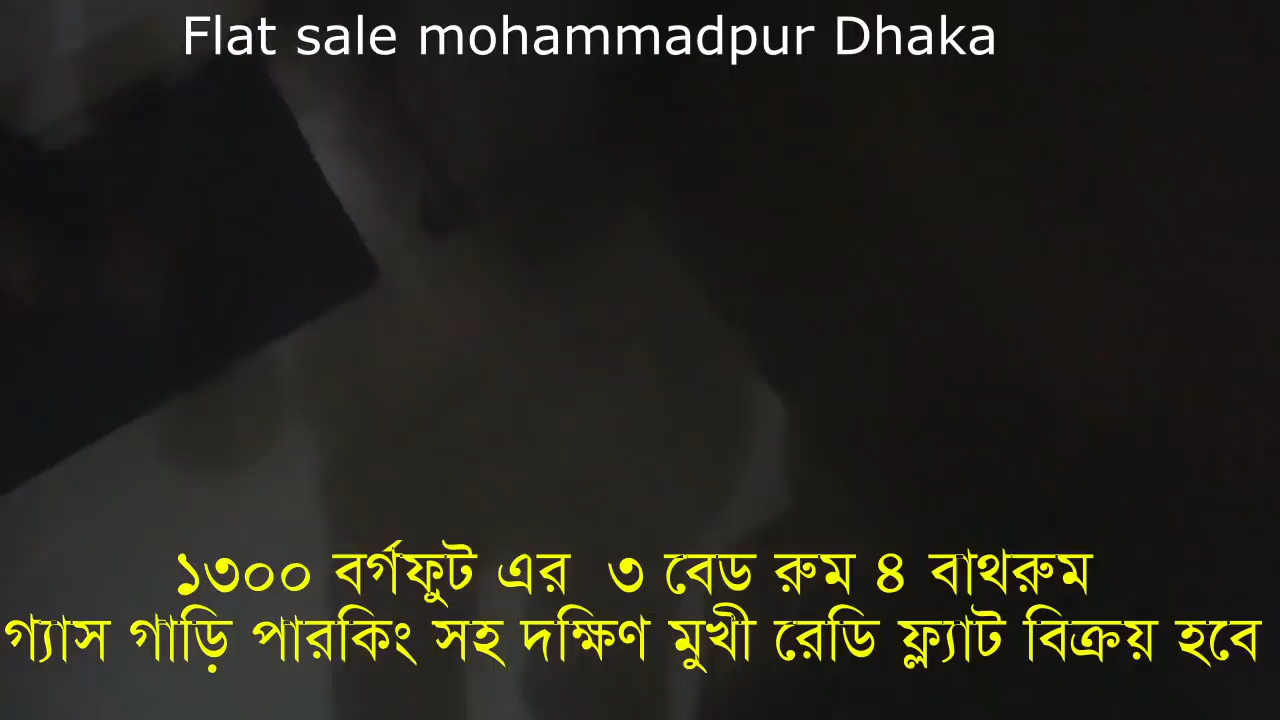 Flat sale mohammadpur Dhaka
১৩০০ বর্গফুট এর ৩ বেড রুম ৪ বাথরুম
গ্যাস গাড়ি পারকিং সহ দক্ষিণ মুখী রেডি ফ্ল্যাট বিক্রয় হবে